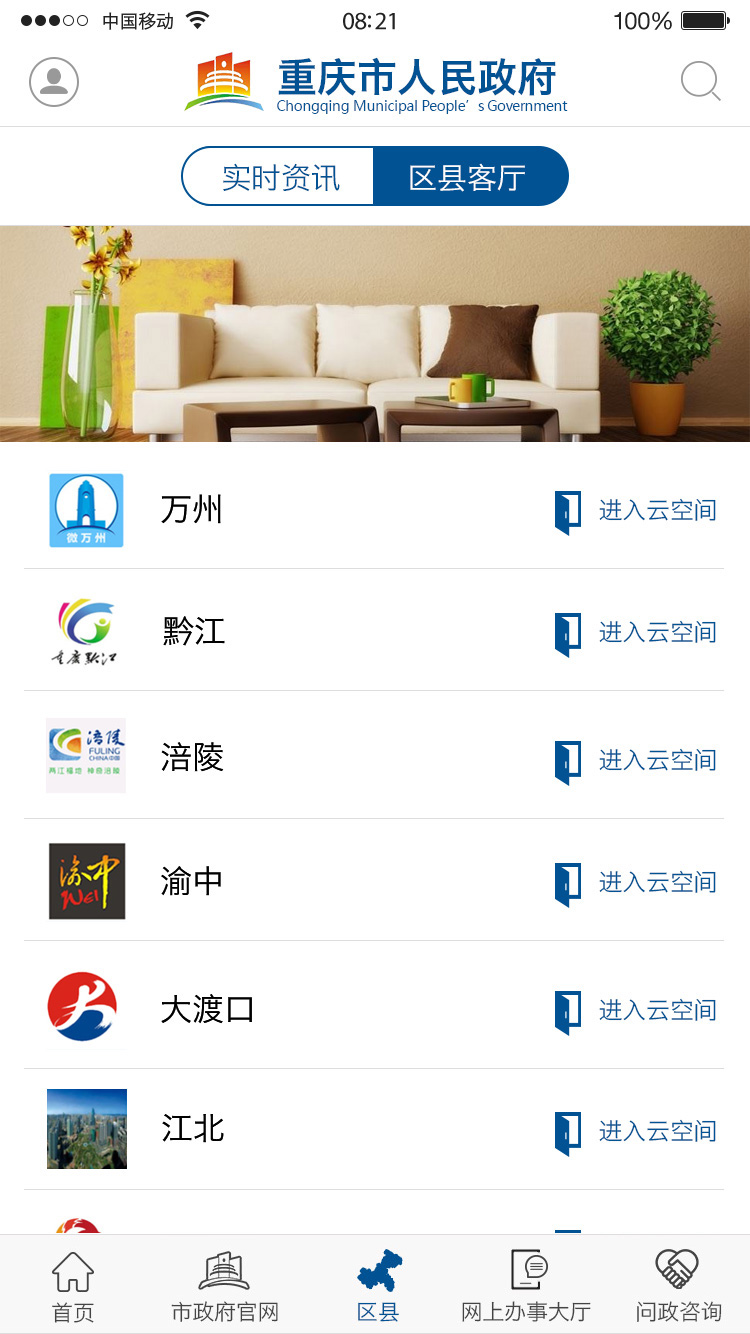 中国移动 08:21 100%
重庆市人民政府
Chongqing Municipal People's Government
实时资讯 区县客厅
微万州
万州 进入云空间
重庆黔江
黔江 进入云空间
涪陵
FULING
CHINA中国
两江福地 神奇涪陵
涪陵 进入云空间
渝中
Wei
渝中 进入云空间
大渡口 进入云空间
江北 进入云空间
首页 市政府官网 区县 网上办事大厅 问政咨询